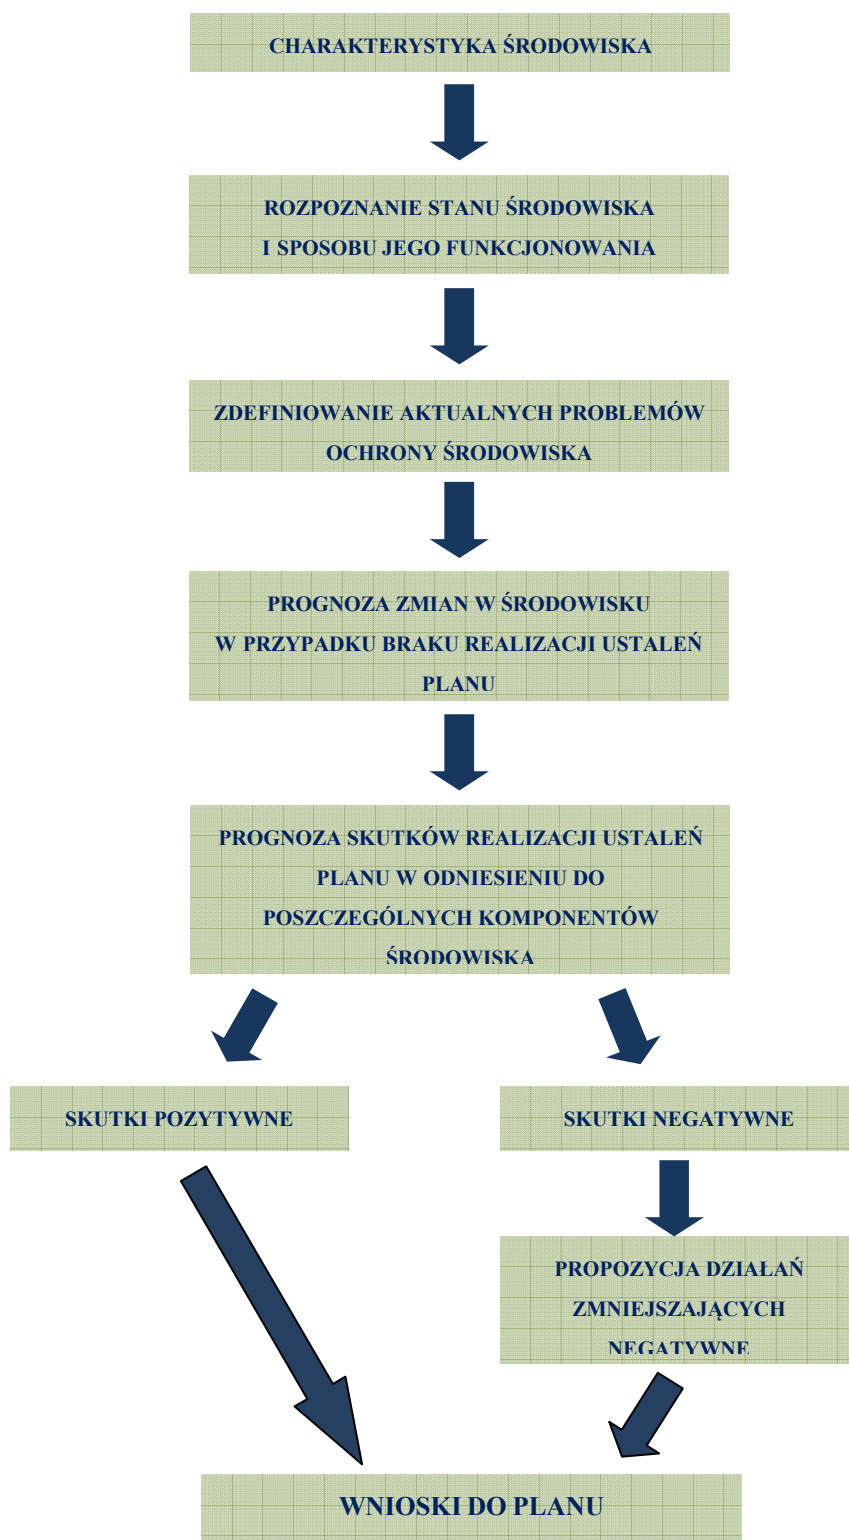 CHARAKTERYSTYKA ŚRODOWISKA
ROZPOZNANIE STANU ŚRODOWISKA
I SPOSOBU JEGO FUNKCJONOWANIA
ZDEFINIOWANIE AKTUALNYCH PROBLEMÓW
OCHRONY ŚRODOWISKA
PROGNOZA ZMIAN W ŚRODOWISKU
W PRZYPADKU BRAKU REALIZACJI USTALEŃ
PLANU
PROGNOZA SKUTKÓW REALIZACJI USTALEŃ
PLANU W ODNIESIENIU DO
POSZCZEGÓLNYCH KOMPONENTÓW
ŚRODOWISKA
SKUTKI POZYTYWNE
SKUTKI NEGATYWNE
PROPOZYCJA DZIAŁAŃ
ZMNIEJSZAJĄCYCH
NEGATYWNE
WNIOSKI DO PLANU